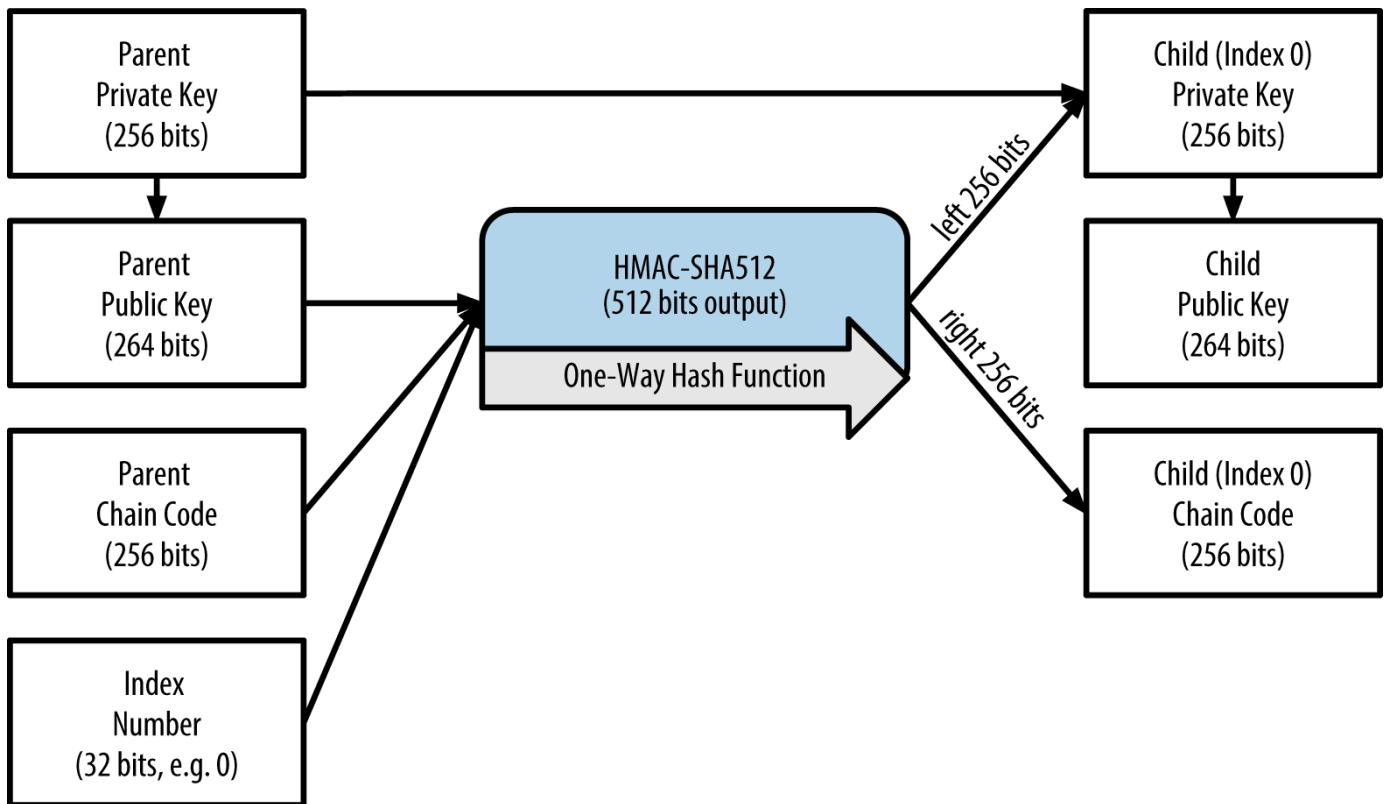 Parent
Private Key
(256 bits)
Parent
Public Key
(264 bits)
Parent
Chain Code
(256 bits)
Index
Number
(32 bits, e.g. 0)
HMAC-SHA512
(512 bits output)
One-Way Hash Function
left 256 bits
right 256 bits
Child (Index 0)
Private Key
(256 bits)
Child
Public Key
(264 bits)
Child (Index 0)
Chain Code
(256 bits)